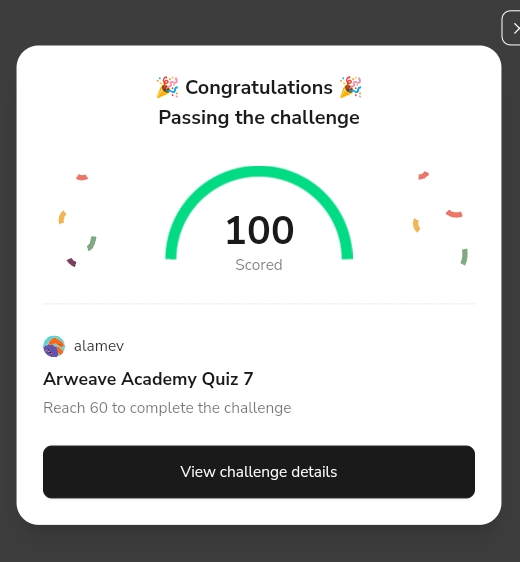 🎉 Congratulations 🎉
Passing the challenge
100
Scored
alamev
Arweave Academy Quiz 7
Reach 60 to complete the challenge
View challenge details